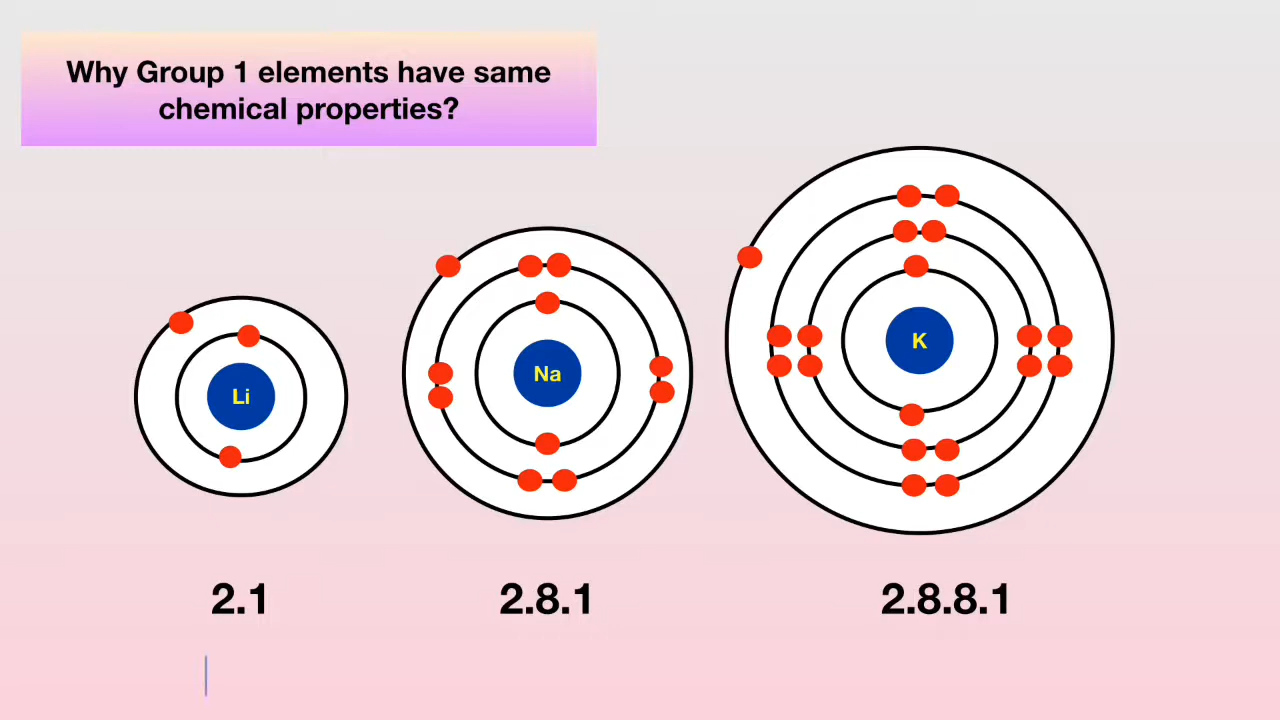 Why Group 1 elements have same
chemical properties?
Li
Na
K
2.1
2.8.1
2.8.8.1